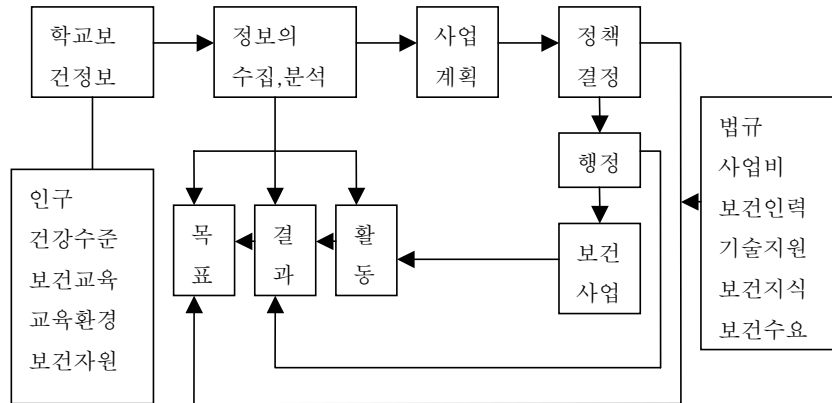 학교보
건정보
정보의
수집,분석
사업
계획
정책
결정
행정
보건
사업
활
동
결
과
목
표
인구
건강수준
보건교육
교육환경
보건자원
법규
사업비
보건인력
기술지원
보건지식
보건수요